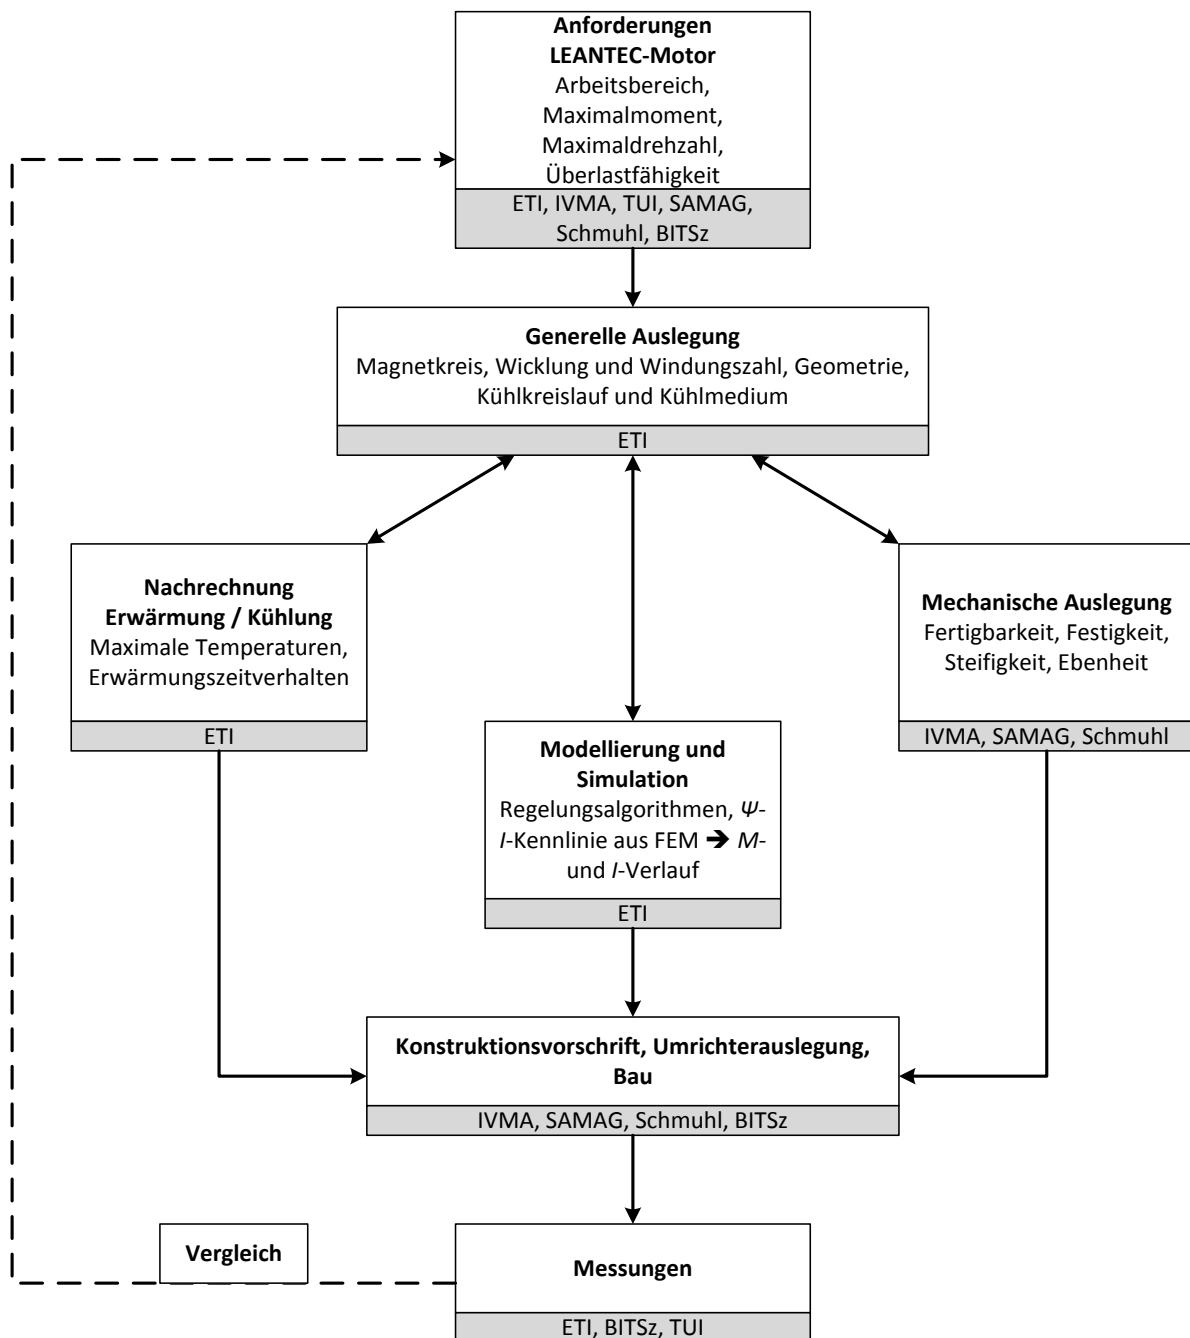 Anforderungen
LEANTEC-Motor
Arbeitsbereich,
Maximalmoment,
Maximaldrehzahl,
Überlastfähigkeit
ETI, IVMA, TUI, SAMAG,
Schmuhl, BITSz
Generelle Auslegung
Magnetkreis, Wicklung und Windungszahl, Geometrie,
Kühlkreislauf und Kühlmedium
ETI
Nachrechnung
Erwärmung / Kühlung
Maximale Temperaturen,
Erwärmungszeitverhalten
ETI
Modellierung und
Simulation
Regelungsalgorithmen, Ψ-
I-Kennlinie aus FEM ➔ M-
und I-Verlauf
ETI
Mechanische Auslegung
Fertigbarkeit, Festigkeit,
Steifigkeit, Ebenheit
IVMA, SAMAG, Schmuhl
Konstruktionsvorschrift, Umrichterauslegung,
Bau
IVMA, SAMAG, Schmuhl, BITSz
Vergleich
Messungen
ETI, BITSz, TUI